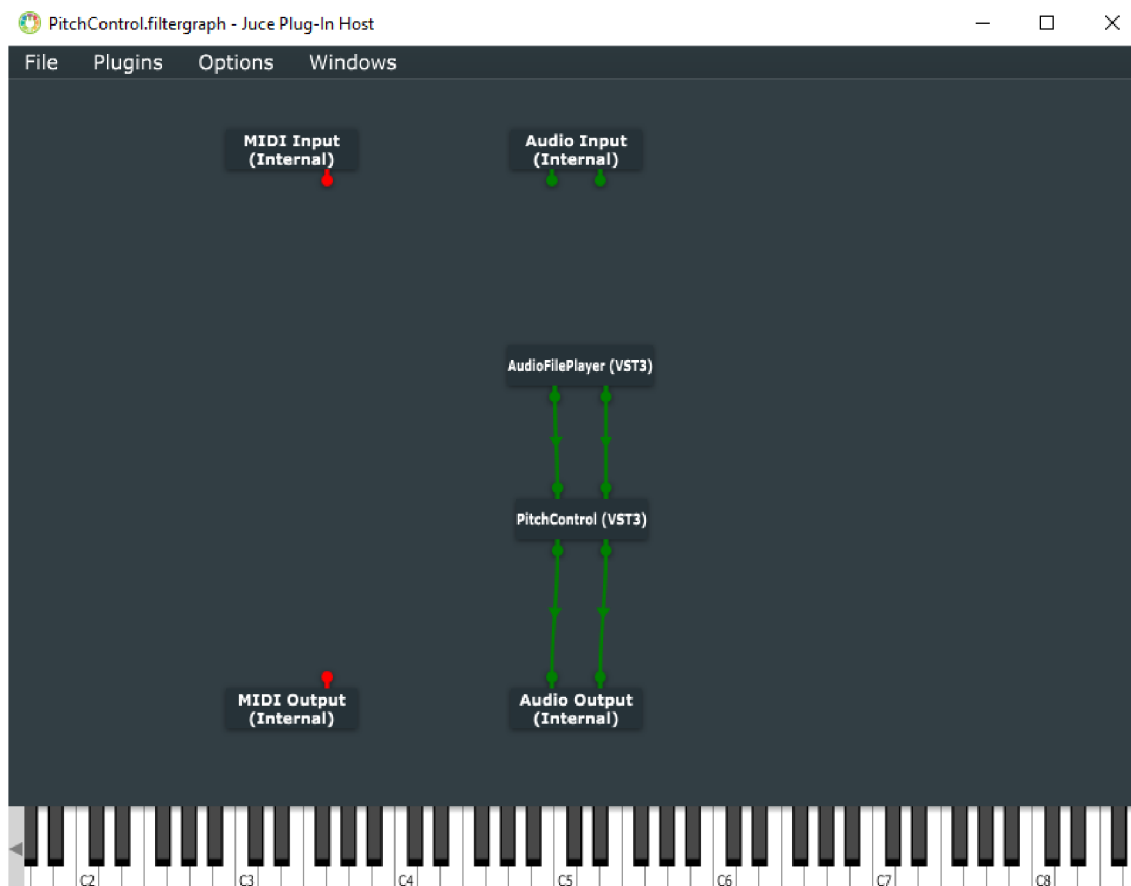 PitchControl.filtergraph - Juce Plug-In Host
File Plugins Options Windows
MIDI Input
(Internal)
Audio Input
(Internal)
AudioFilePlayer (VST3)
PitchControl (VST3)
MIDI Output
(Internal)
Audio Output
(Internal)
C2 C3 C4 C5 C6 C7 C8